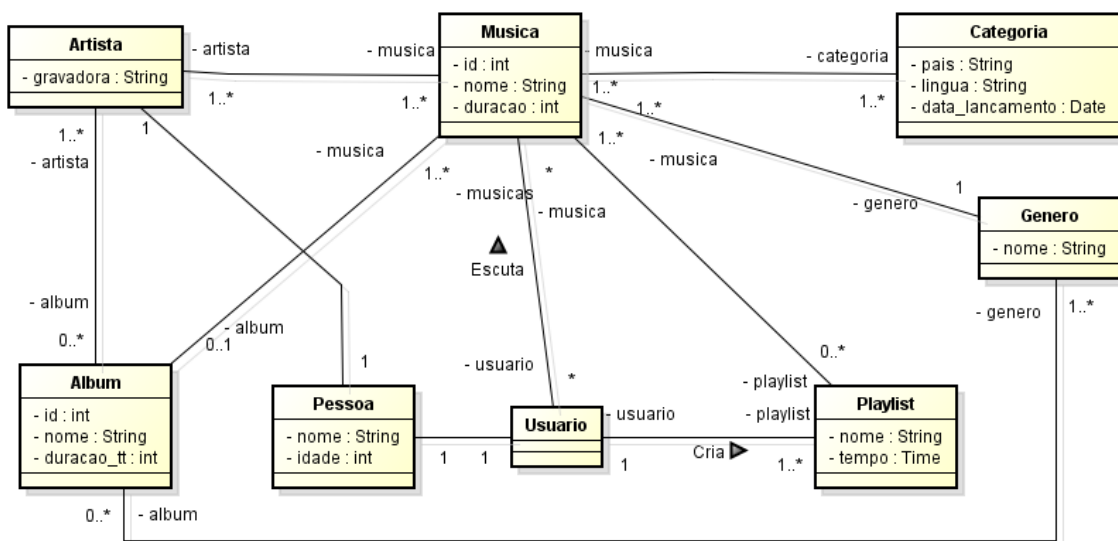 Artista
- gravadora : String
- artista
- musica
1..*
1..*
Musica
- id : int
- nome : String
- duracao : int
- musica
- categoria
1..*
1..*
Categoria
- pais : String
- lingua : String
- data_lancamento : Date
1..*
1
1..*
1..*
- artista
- musica
1..*
*
- musicas
- musica
- musica
1
- genero
Genero
- nome : String
Escuta
- album
0..*
- album
0..1
1
- usuario
*
0..*
- playlist
- genero
1..*
Album
- id : int
- nome : String
- duracao_tt : int
Pessoa
- nome : String
- idade : int
1
1
Usuario
- usuario
1
Cria
- playlist
1..*
Playlist
- nome : String
- tempo : Time
0..*
- album